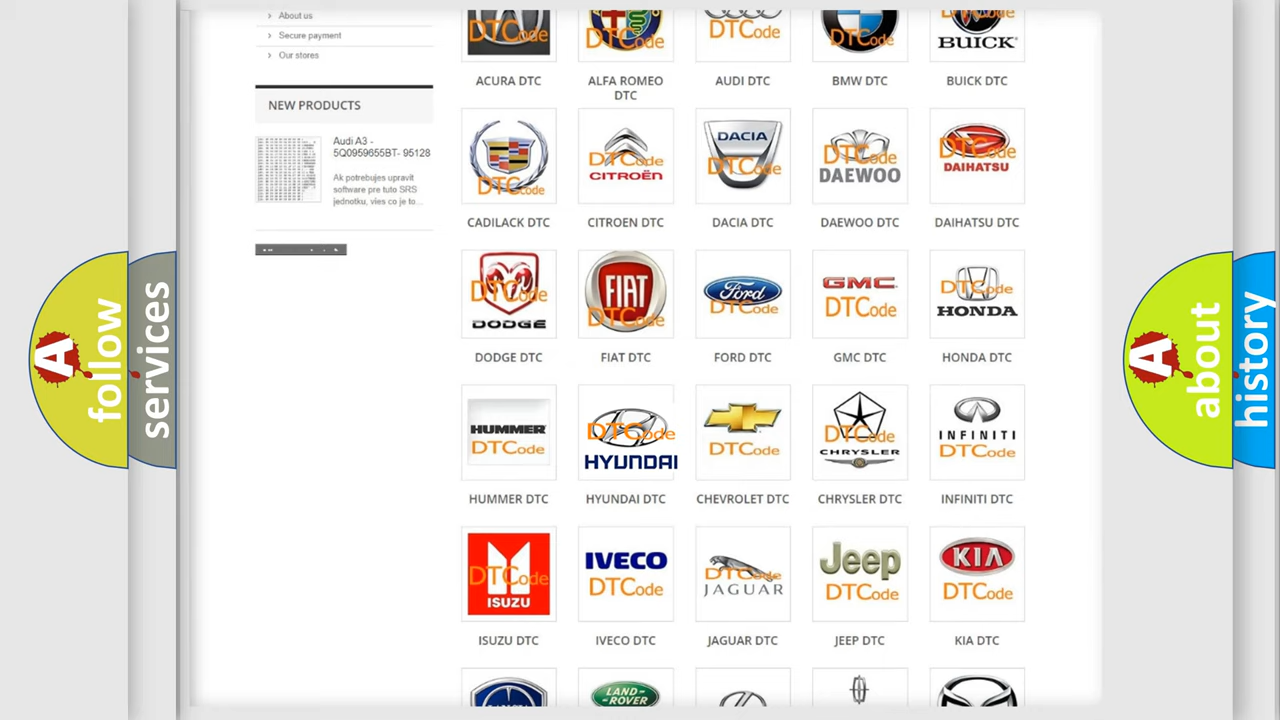 About us
Secure payment
Our stores
NEW PRODUCTS
Audi A3 -
5Q0959655BT- 95128
Ak potrebujes upravit
software pre tuto SRS
jednotku, vies co je to...
DTCode DTCode DTCode DTCode BUICK
ACURA DTC ALFA ROMEO DTC AUDI DTC BMW DTC BUICK DTC
DTCode DTCode CITROËN DACIA DTCode DTCode DAEWOO DTCode DAIHATSU
CADILACK DTC CITROEN DTC DACIA DTC DAEWOO DTC DAIHATSU DTC
DTCode DODGE FIAT DTCode Ford DTCode GMC DTCode DTCode HONDA
DODGE DTC FIAT DTC FORD DTC GMC DTC HONDA DTC
HUMMER DTCode DTCode HYUNDAI DTCode DTCode CHRYSLER INFINITI DTCode
HUMMER DTC HYUNDAI DTC CHEVROLET DTC CHRYSLER DTC INFINITI DTC
DTCode ISUZU IVECO DTCode DTCode JAGUAR Jeep DTCode KIA DTCode
ISUZU DTC IVECO DTC JAGUAR DTC JEEP DTC KIA DTC
LAND-ROVER
A follow
services
A about
history